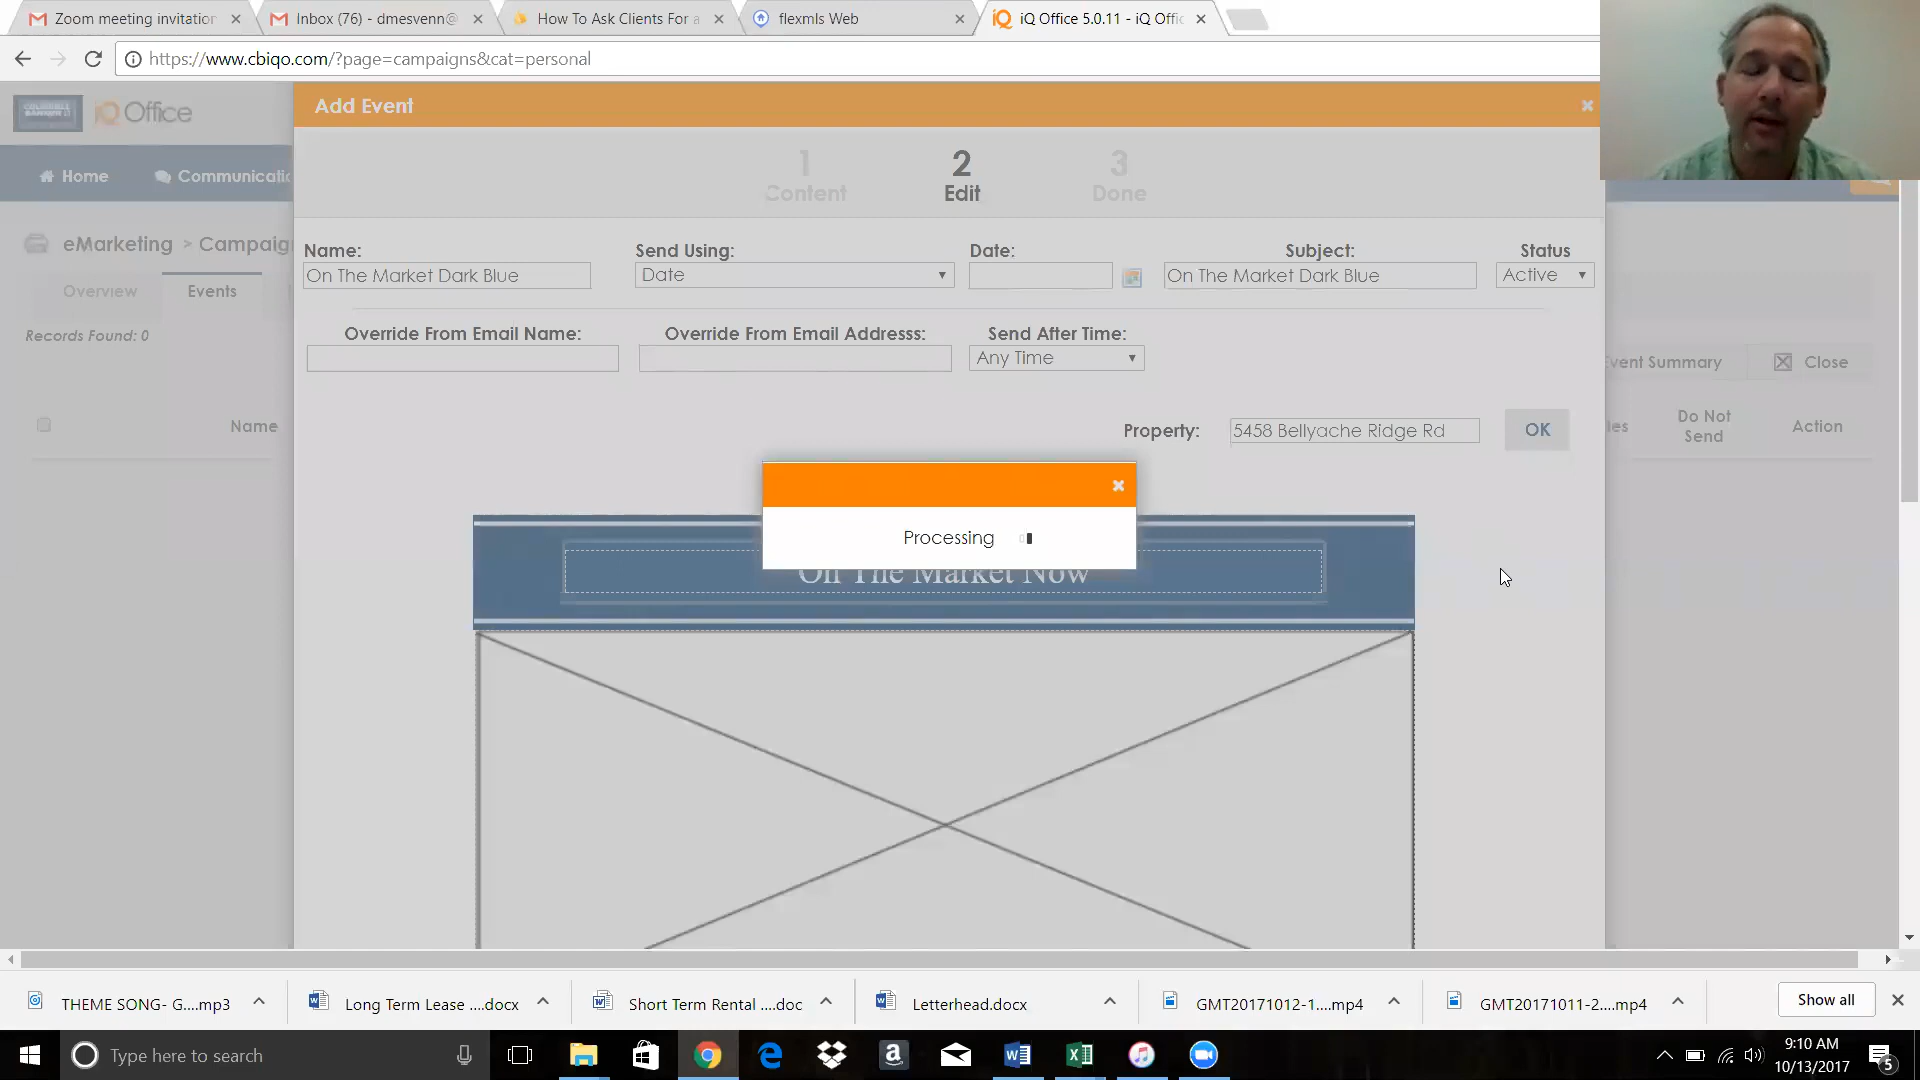 Zoom meeting invitation
Inbox (76) - dmesvenn@
How To Ask Clients For a
flexmls Web
iQ Office 5.0.11 - iQ Offic
https://www.cbiqo.com/?page=campaigns&cat=personal
COLDWELL BANKER
iQ Office
Add Event
1
2
3
Content
Edit
Done
Home
Communicatic
eMarketing > Campaig
Overview
Events
Records Found: 0
Name
Name:
Send Using:
Date:
Subject:
Status
On The Market Dark Blue
Date
On The Market Dark Blue
Active
Override From Email Name:
Override From Email Addresss:
Send After Time:
Any Time
Event Summary
Close
Property:
5458 Bellyache Ridge Rd
OK
les
Do Not
Send
Action
Processing
On The Market Now
THEME SONG- G....mp3
Long Term Lease ....docx
Short Term Rental ....doc
Letterhead.docx
GMT20171012-1....mp4
GMT20171011-2....mp4
Show all
Type here to search
9:10 AM
10/13/2017
5